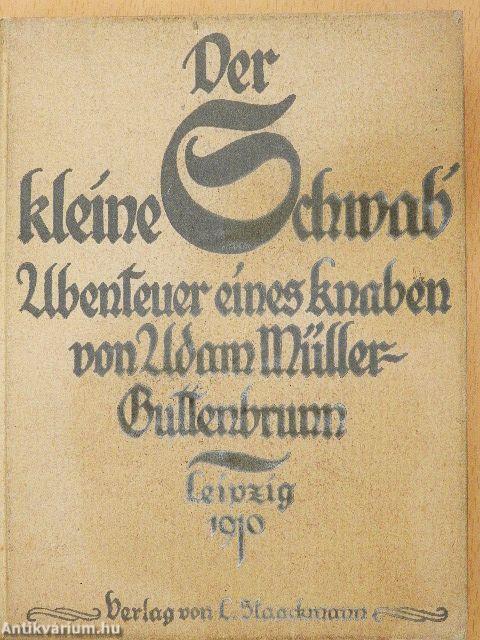 Der
kleine Schwab'
Abenteuer eines Knaben
von Adam Müller-
Guttenbrunn
Leipzig
1910
Verlag von L. Staackmann
Antikvarium.hu